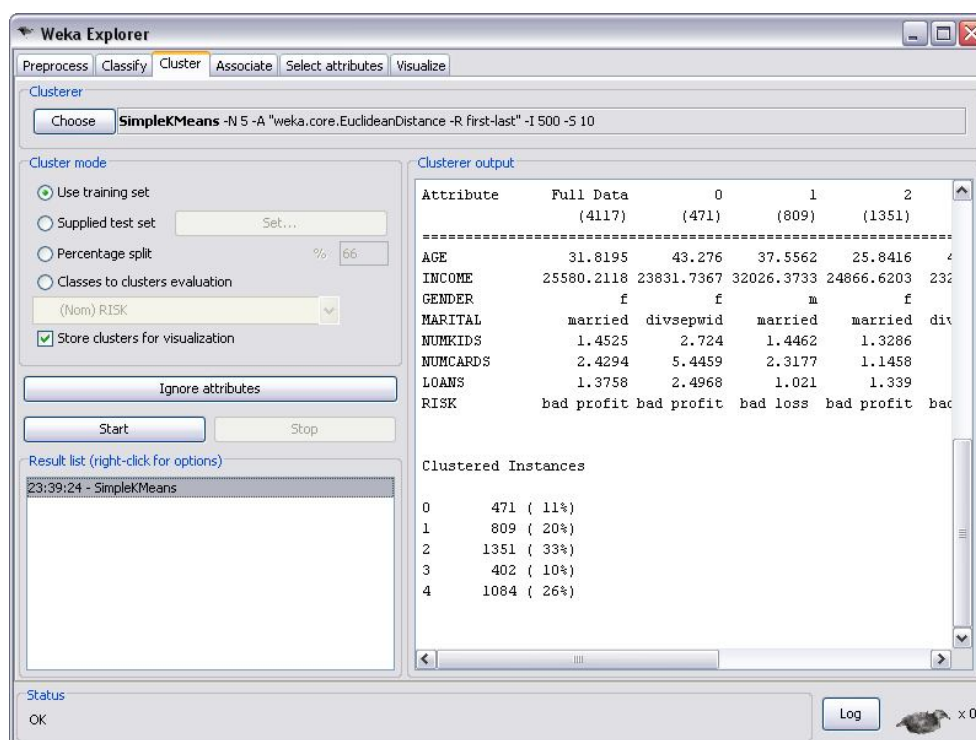 Weka Explorer
Preprocess Classify Cluster Associate Select attributes Visualize
Clusterer
Choose SimpleKMeans -N 5 -A "weka.core.EuclideanDistance -R first-last" -I 500 -S 10
Cluster mode
Use training set
Supplied test set Set...
Percentage split % 66
Classes to clusters evaluation
(Nom) RISK
Store clusters for visualization
Ignore attributes
Start Stop
Result list (right-click for options)
23:39:24 - SimpleKMeans
Clusterer output
Attribute Full Data 0 1 2
(4117) (471) (809) (1351)
==========================================================
AGE 31.8195 43.276 37.5562 25.8416 4
INCOME 25580.2118 23831.7367 32026.3733 24866.6203 232
GENDER f f m f
MARITAL married divsepwid married married div
NUMKIDS 1.4525 2.724 1.4462 1.3286
NUMCARDS 2.4294 5.4459 2.3177 1.1458
LOANS 1.3758 2.4968 1.021 1.339
RISK bad profit bad profit bad loss bad profit bad
Clustered Instances
0 471 ( 11%)
1 809 ( 20%)
2 1351 ( 33%)
3 402 ( 10%)
4 1084 ( 26%)
Status
OK
Log x 0